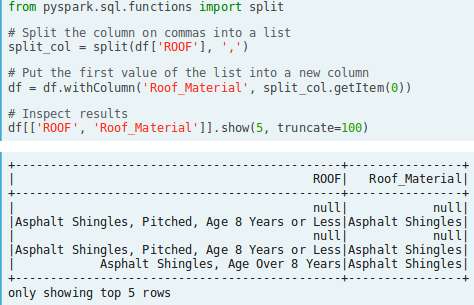 from pyspark.sql.functions import split
# Split the column on commas into a list
split_col = split(df['ROOF'], ',')
# Put the first value of the list into a new column
df = df.withColumn('Roof_Material', split_col.getItem(0))
# Inspect results
df[['ROOF', 'Roof_Material']].show(5, truncate=100)
+----------------------------------------------+----------------+
|                                          ROOF|   Roof_Material|
+----------------------------------------------+----------------+
|                                          null|            null|
|Asphalt Shingles, Pitched, Age 8 Years or Less|Asphalt Shingles|
|                                          null|            null|
|Asphalt Shingles, Pitched, Age 8 Years or Less|Asphalt Shingles|
|            Asphalt Shingles, Age Over 8 Years|Asphalt Shingles|
+----------------------------------------------+----------------+
only showing top 5 rows